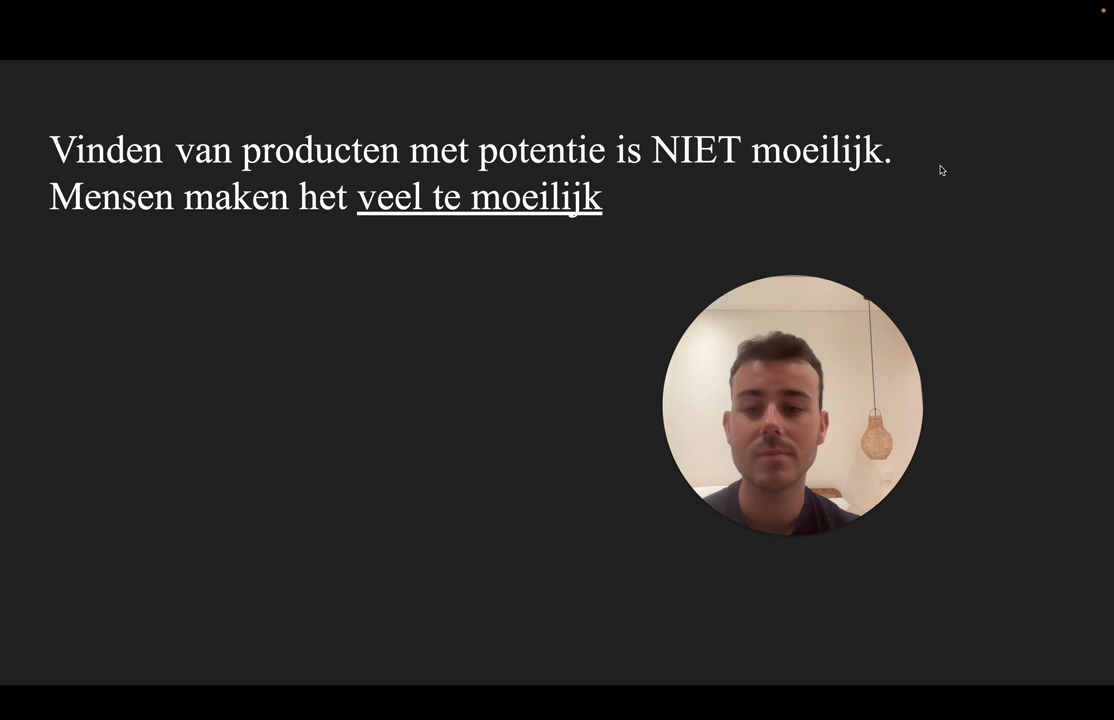 Vinden van producten met potentie is NIET moeilijk.
Mensen maken het veel te moeilijk